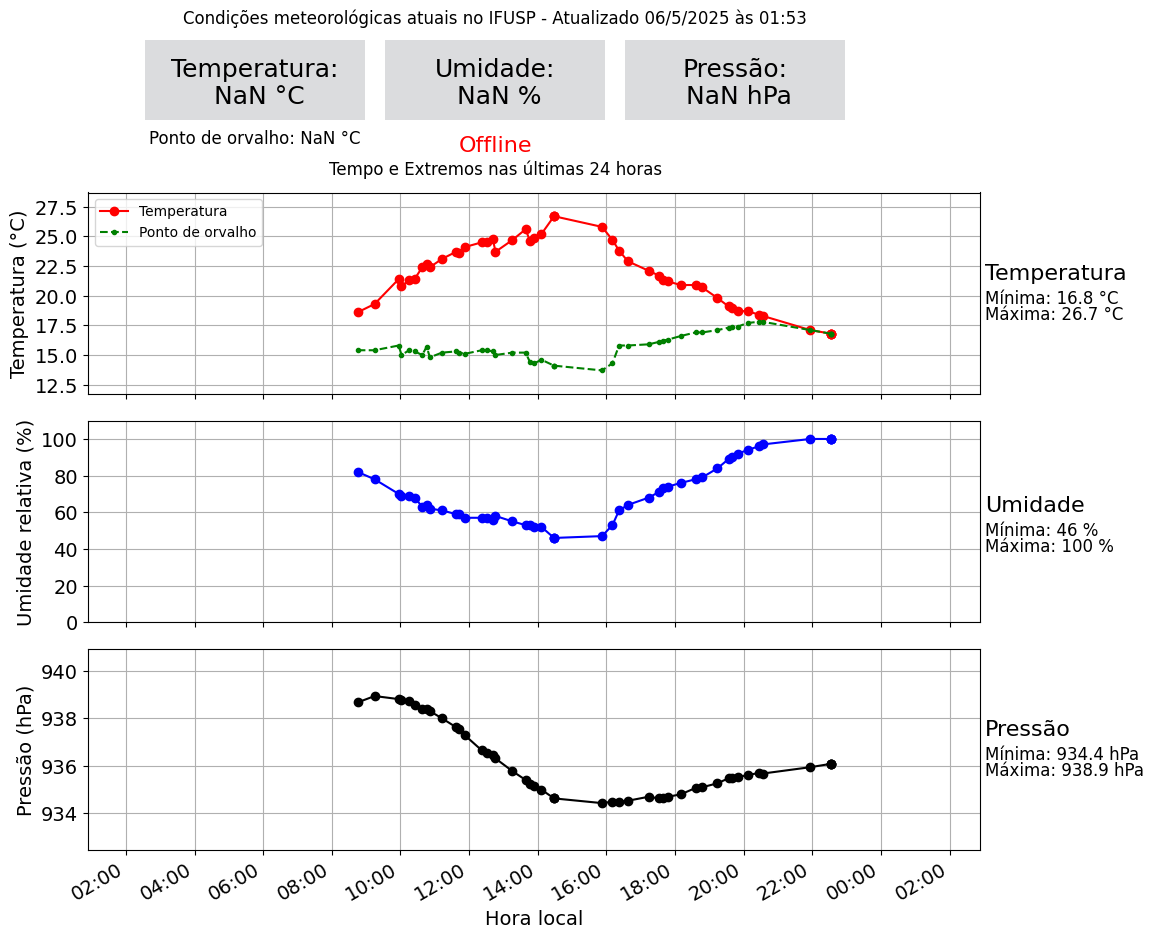 Condições meteorológicas atuais no IFUSP - Atualizado 06/5/2025 às 01:53
Temperatura:
NaN °C
Umidade:
NaN %
Pressão:
NaN hPa
Ponto de orvalho: NaN °C
Offline
Tempo e Extremos nas últimas 24 horas
Temperatura (°C)
27.5
25.0
22.5
20.0
17.5
15.0
12.5
Temperatura
Ponto de orvalho
Temperatura
Mínima: 16.8 °C
Máxima: 26.7 °C
Umidade relativa (%)
100
80
60
40
20
0
Umidade
Mínima: 46 %
Máxima: 100 %
Pressão (hPa)
940
938
936
934
Pressão
Mínima: 934.4 hPa
Máxima: 938.9 hPa
02:00 04:00 06:00 08:00 10:00 12:00 14:00 16:00 18:00 20:00 22:00 00:00 02:00
Hora local